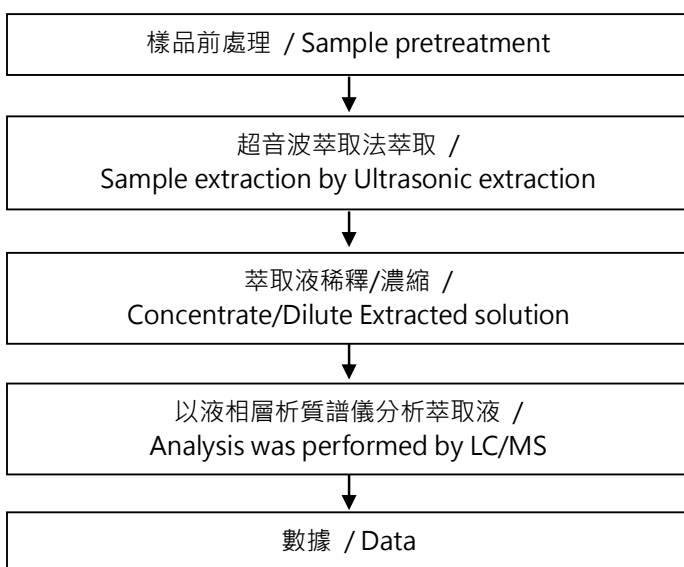 樣品前處理 / Sample pretreatment
超音波萃取法萃取 /
Sample extraction by Ultrasonic extraction
萃取液稀釋/濃縮 /
Concentrate/Dilute Extracted solution
以液相層析質譜儀分析萃取液 /
Analysis was performed by LC/MS
數據 / Data